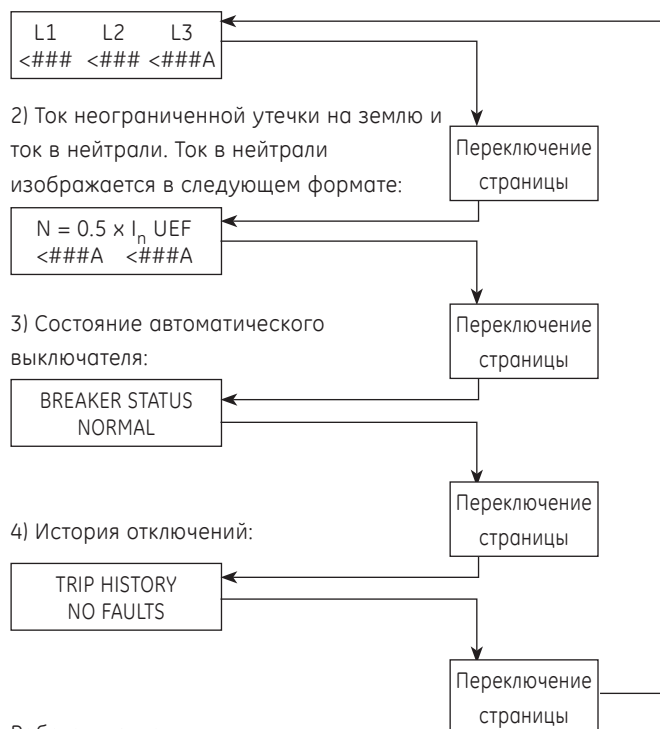 L1 L2 L3
<### <### <###A
2) Ток неограниченной утечки на землю и
ток в нейтрали. Ток в нейтрали
изображается в следующем формате:
Переключение
страницы
N = 0.5 x Iₙ UEF
<###A <###A
3) Состояние автоматического
выключателя:
Переключение
страницы
BREAKER STATUS
NORMAL
4) История отключений:
Переключение
страницы
TRIP HISTORY
NO FAULTS
Переключение
страницы